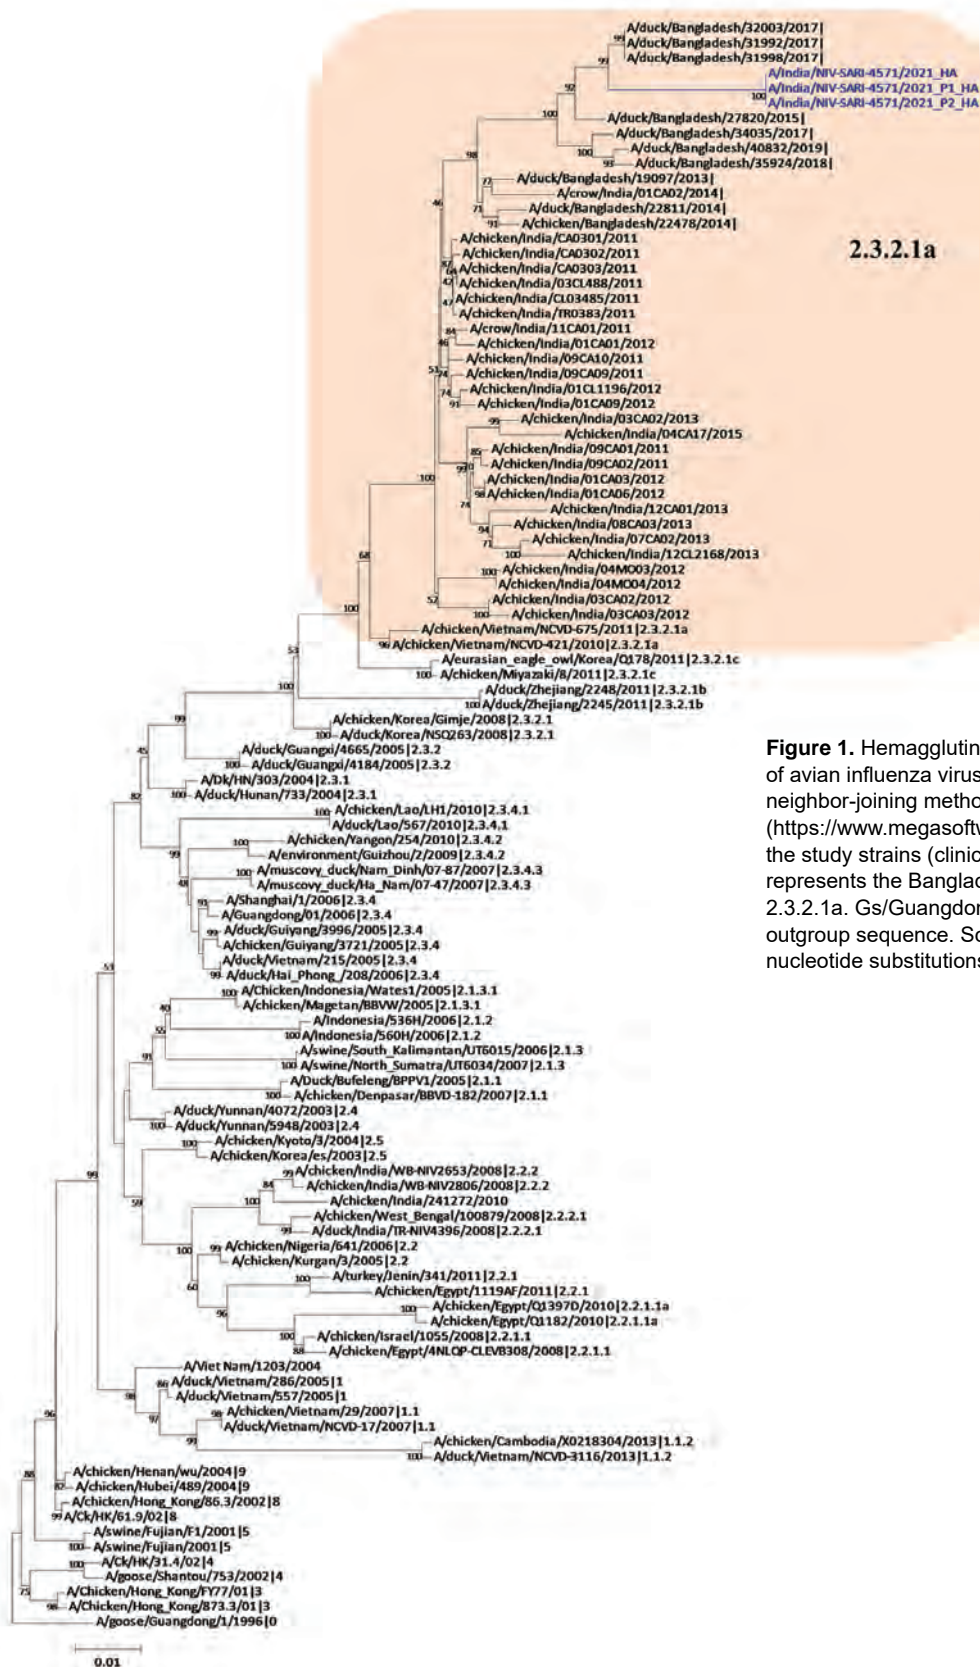 A/duck/Bangladesh/32003/2017|
A/duck/Bangladesh/31992/2017|
A/duck/Bangladesh/31998/2017|
A/India/NIV-SARI-4571/2021_HA
A/India/NIV-SARI-4571/2021_P1_HA
A/India/NIV-SARI-4571/2021_P2_HA
A/duck/Bangladesh/27820/2015|
A/duck/Bangladesh/34035/2017|
A/duck/Bangladesh/40832/2019|
A/duck/Bangladesh/35924/2018|
A/duck/Bangladesh/19097/2013|
A/crow/India/01CA02/2014|
A/duck/Bangladesh/22811/2014|
A/chicken/Bangladesh/22478/2014|
A/chicken/India/CA0301/2011
2.3.2.1a
A/chicken/India/CA0302/2011
A/chicken/India/CA0303/2011
A/chicken/India/03CL488/2011
A/chicken/India/CL03485/2011
A/chicken/India/TR0383/2011
A/crow/India/11CA01/2011
A/chicken/India/01CA01/2012
A/chicken/India/09CA10/2011
A/chicken/India/09CA09/2011
A/chicken/India/01CL1196/2012
A/chicken/India/01CA09/2012
A/chicken/India/03CA02/2013
A/chicken/India/04CA17/2015
A/chicken/India/09CA01/2011
A/chicken/India/09CA02/2011
A/chicken/India/01CA03/2012
A/chicken/India/01CA06/2012
A/chicken/India/12CA01/2013
A/chicken/India/08CA03/2013
A/chicken/India/07CA02/2013
A/chicken/India/12CL2168/2013
A/chicken/India/04MO03/2012
A/chicken/India/04MO04/2012
A/chicken/India/03CA02/2012
A/chicken/India/03CA03/2012
A/chicken/Vietnam/NCVD-675/2011|2.3.2.1a
A/chicken/Vietnam/NCVD-421/2010|2.3.2.1a
A/eurasian_eagle_owl/Korea/Q178/2011|2.3.2.1c
A/chicken/Miyazaki/8/2011|2.3.2.1c
A/duck/Zhejiang/2248/2011|2.3.2.1b
A/duck/Zhejiang/2245/2011|2.3.2.1b
A/chicken/Korea/Gimje/2008|2.3.2.1
A/duck/Korea/NSQ263/2008|2.3.2.1
A/duck/Guangxi/4665/2005|2.3.2
A/duck/Guangxi/4184/2005|2.3.2
A/Dk/HN/303/2004|2.3.1
A/duck/Hunan/733/2004|2.3.1
A/chicken/Lao/LH1/2010|2.3.4.1
A/duck/Lao/567/2010|2.3.4.1
A/chicken/Yangon/254/2010|2.3.4.2
A/environment/Guizhou/2/2009|2.3.4.2
A/muscovy_duck/Nam_Dinh/07-87/2007|2.3.4.3
A/muscovy_duck/Ha_Nam/07-47/2007|2.3.4.3
A/Shanghai/1/2006|2.3.4
A/Guangdong/01/2006|2.3.4
A/duck/Guiyang/3996/2005|2.3.4
A/chicken/Guiyang/3721/2005|2.3.4
A/duck/Vietnam/215/2005|2.3.4
A/duck/Hai_Phong_/208/2006|2.3.4
A/Chicken/Indonesia/Wates1/2005|2.1.3.1
A/chicken/Magetan/BBVW/2005|2.1.3.1
A/Indonesia/536H/2006|2.1.2
A/Indonesia/560H/2006|2.1.2
A/swine/South_Kalimantan/UT6015/2006|2.1.3
A/swine/North_Sumatra/UT6034/2007|2.1.3
A/Duck/Bufeleng/BPPV1/2005|2.1.1
A/chicken/Denpasar/BBVD-182/2007|2.1.1
A/duck/Yunnan/4072/2003|2.4
A/duck/Yunnan/5948/2003|2.4
A/chicken/Kyoto/3/2004|2.5
A/chicken/Korea/es/2003|2.5
A/chicken/India/WB-NIV2653/2008|2.2.2
A/chicken/India/WB-NIV2806/2008|2.2.2
A/chicken/India/241272/2010
A/chicken/West_Bengal/100879/2008|2.2.2.1
A/duck/India/TR-NIV4396/2008|2.2.2.1
A/chicken/Nigeria/641/2006|2.2
A/chicken/Kurgan/3/2005|2.2
A/turkey/Jenin/341/2011|2.2.1
A/chicken/Egypt/1119AF/2011|2.2.1
A/chicken/Egypt/Q1397D/2010|2.2.1.1a
A/chicken/Egypt/Q1182/2010|2.2.1.1a
A/chicken/Israel/1055/2008|2.2.1.1
A/chicken/Egypt/4NLQP-CLEVB308/2008|2.2.1.1
A/Viet Nam/1203/2004
A/duck/Vietnam/286/2005|1
A/duck/Vietnam/557/2005|1
A/chicken/Vietnam/29/2007|1.1
A/duck/Vietnam/NCVD-17/2007|1.1
A/chicken/Cambodia/X0218304/2013|1.1.2
A/duck/Vietnam/NCVD-3116/2013|1.1.2
A/chicken/Henan/wu/2004|9
A/chicken/Hubei/489/2004|9
A/chicken/Hong_Kong/86.3/2002|8
A/Ck/HK/61.9/02|8
A/swine/Fujian/F1/2001|5
A/swine/Fujian/2001|5
A/Ck/HK/31.4/02|4
A/goose/Shantou/753/2002|4
A/Chicken/Hong_Kong/FY77/01|3
A/Chicken/Hong_Kong/873.3/01|3
A/goose/Guangdong/1/1996|0
0.01
Figure 1. Hemagglutin
of avian influenza virus
neighbor-joining metho
(https://www.megasoftw
the study strains (clinic
represents the Banglad
2.3.2.1a. Gs/Guangdon
outgroup sequence. Sc
nucleotide substitutions